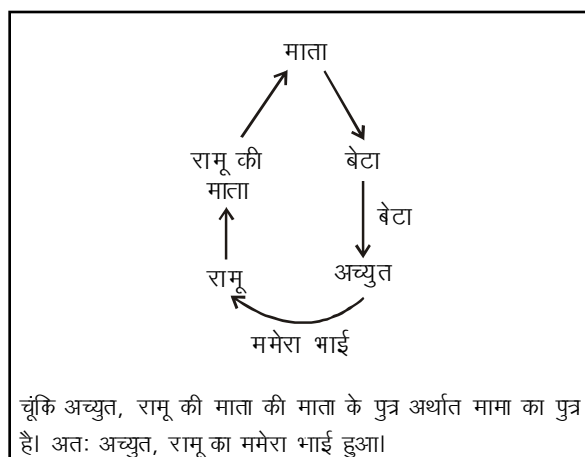 माता
रामू की
माता
बेटा
बेटा
रामू
अच्युत
ममेरा भाई
चूंकि अच्युत, रामू की माता की माता के पुत्र अर्थात मामा का पुत्र
है। अतः अच्युत, रामू का ममेरा भाई हुआ।